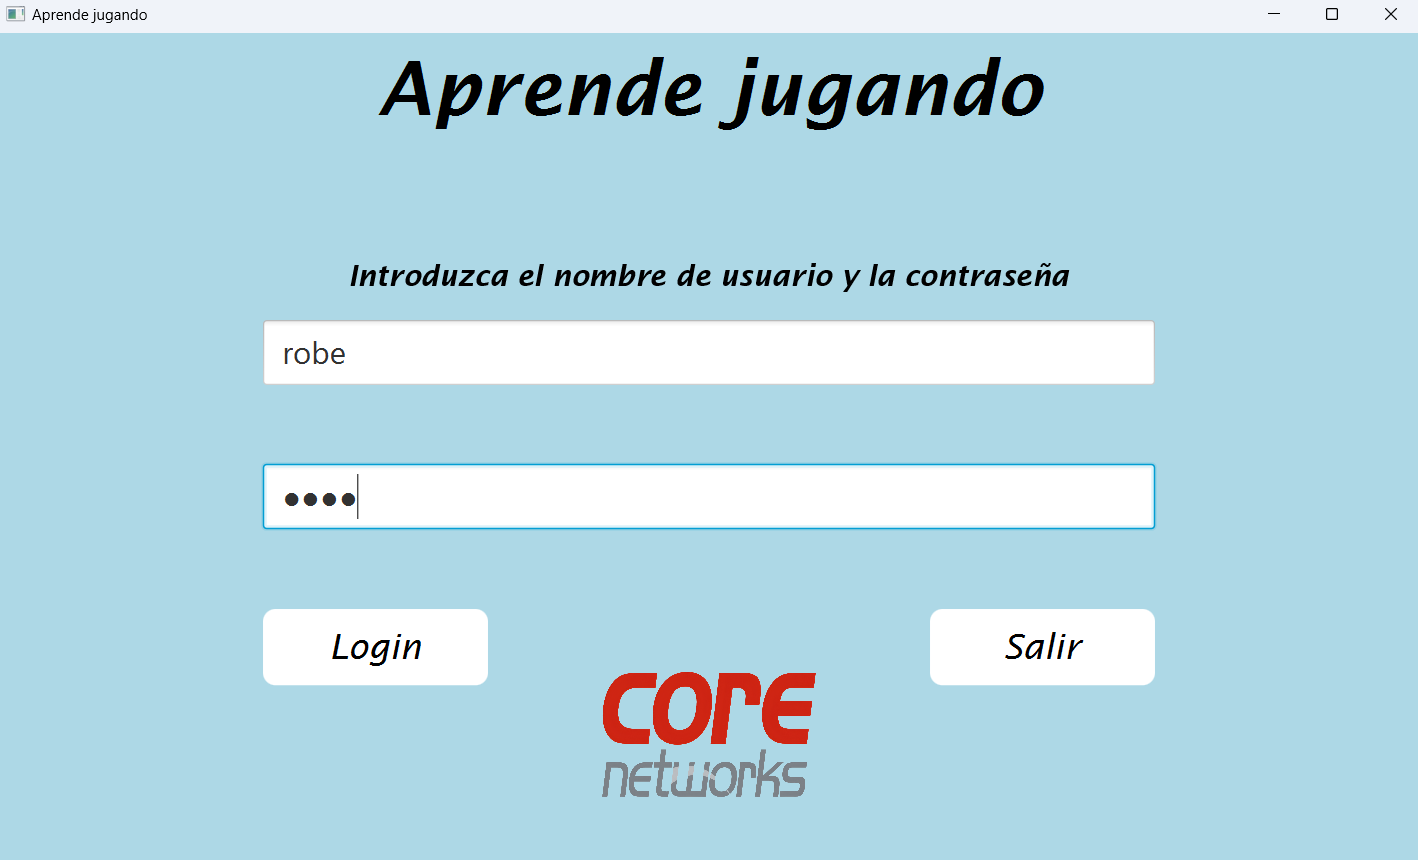 Aprende jugando
Aprende jugando
Introduzca el nombre de usuario y la contraseña
robe
●●●●
Login
Salir
core
networks